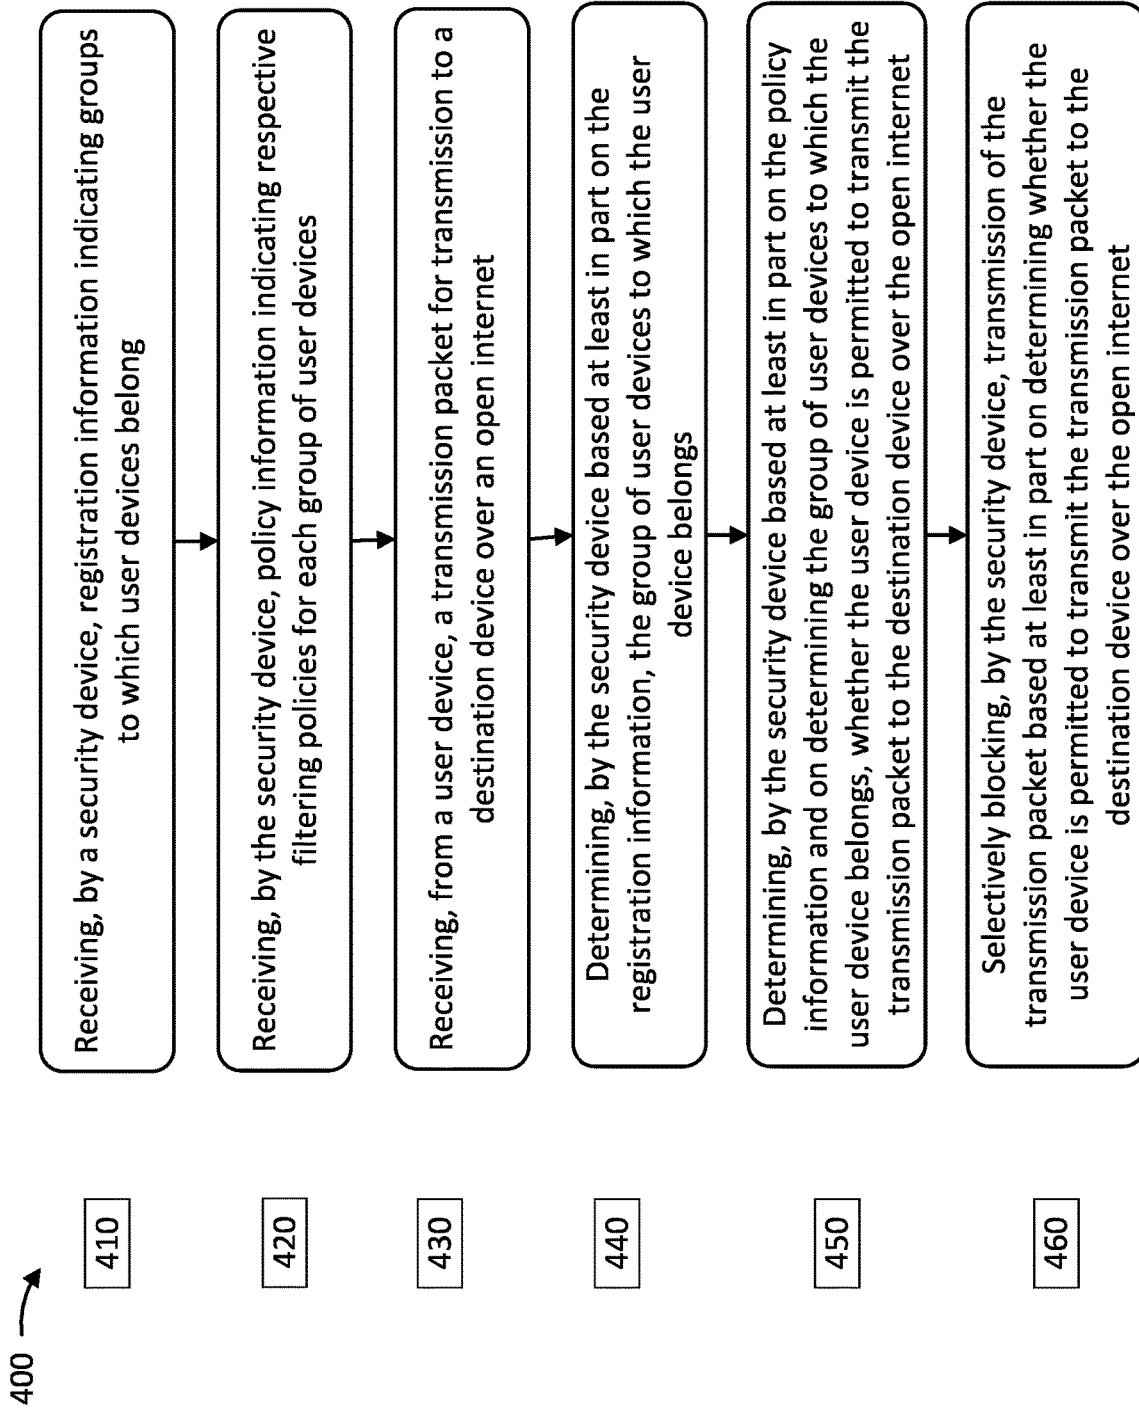 400
410
Receiving, by a security device, registration information indicating groups
to which user devices belong
420
Receiving, by the security device, policy information indicating respective
filtering policies for each group of user devices
430
Receiving, from a user device, a transmission packet for transmission to a
destination device over an open internet
440
Determining, by the security device based at least in part on the
registration information, the group of user devices to which the user
device belongs
450
Determining, by the security device based at least in part on the policy
information and on determining the group of user devices to which the
user device belongs, whether the user device is permitted to transmit the
transmission packet to the destination device over the open internet
460
Selectively blocking, by the security device, transmission of the
transmission packet based at least in part on determining whether the
user device is permitted to transmit the transmission packet to the
destination device over the open internet